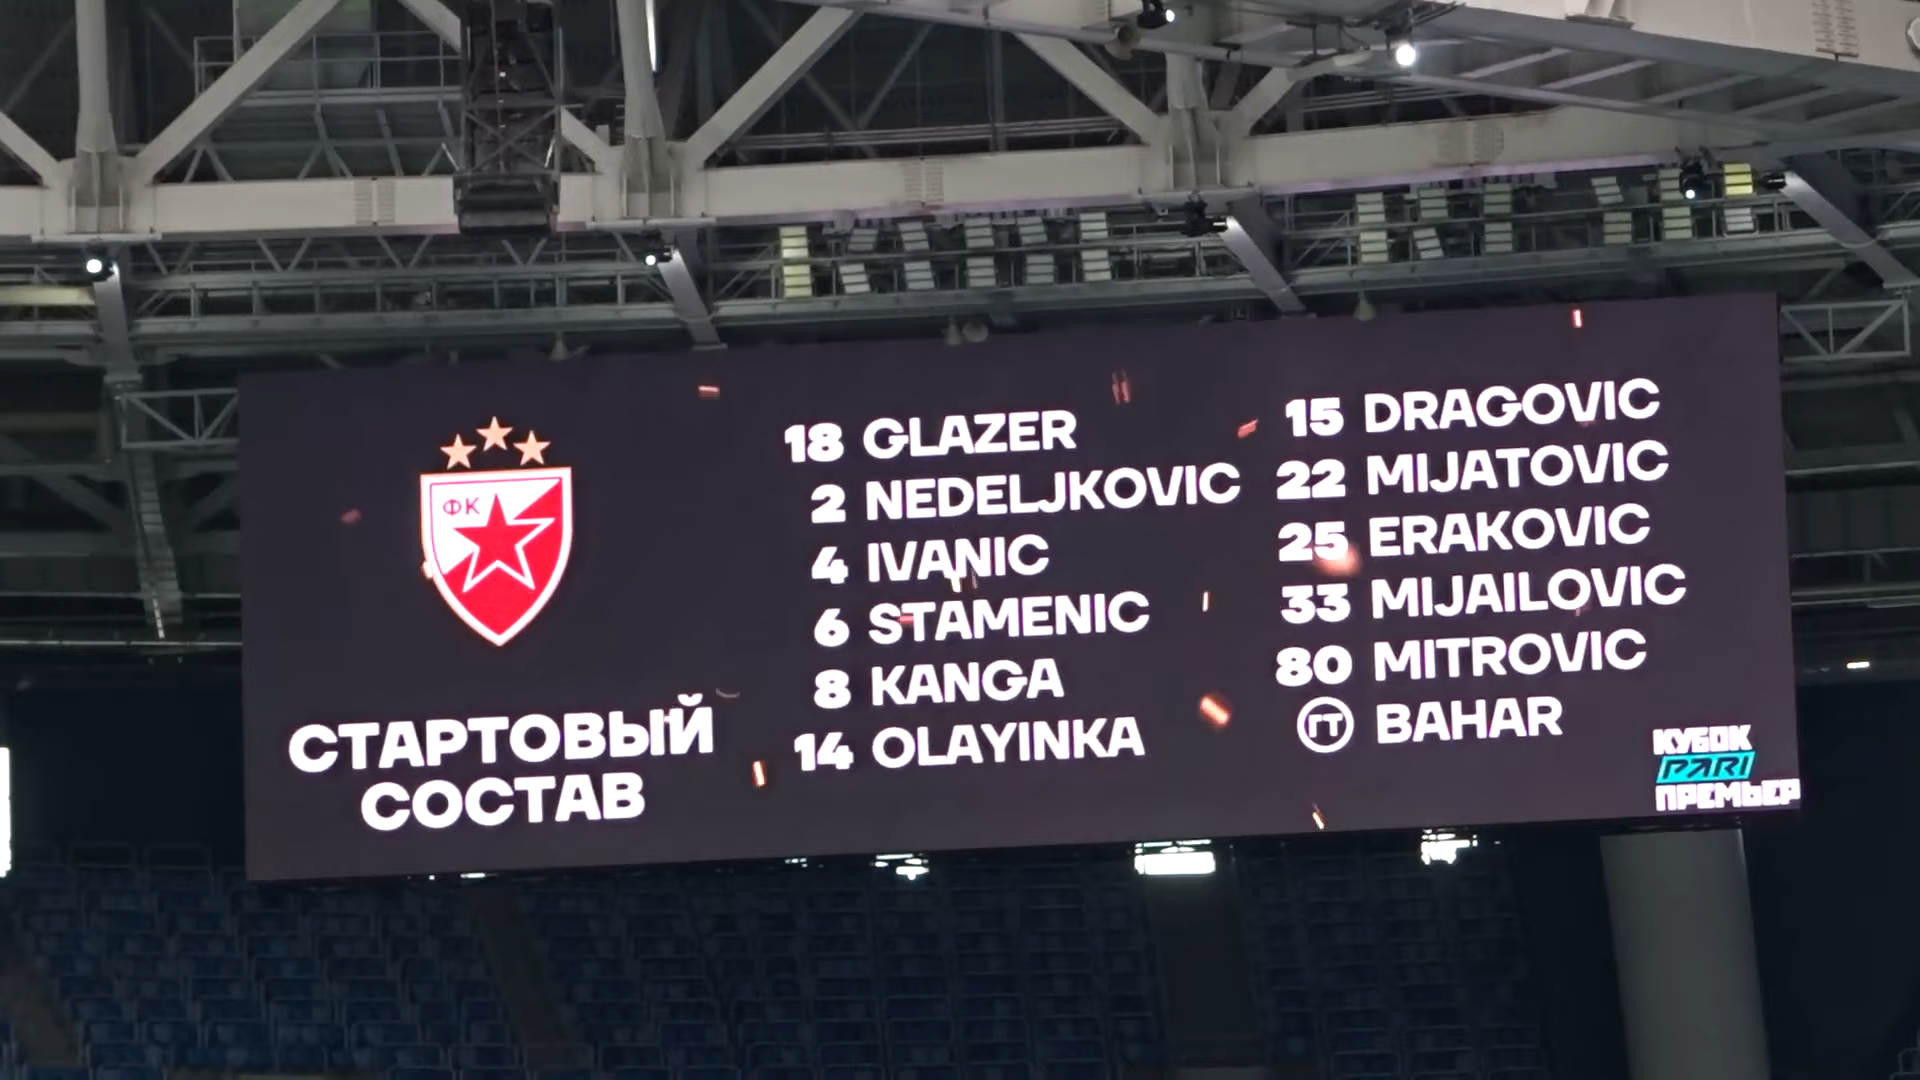 ФК
СТАРТОВЫЙ
СОСТАВ
18 GLAZER
2 NEDELJKOVIC
4 IVANIC
6 STAMENIC
8 KANGA
14 OLAYINKA
15 DRAGOVIC
22 MIJATOVIC
25 ERAKOVIC
33 MIJAILOVIC
80 MITROVIC
ГТ BAHAR
КУБОК
PARI
ПРЕМЬЕР